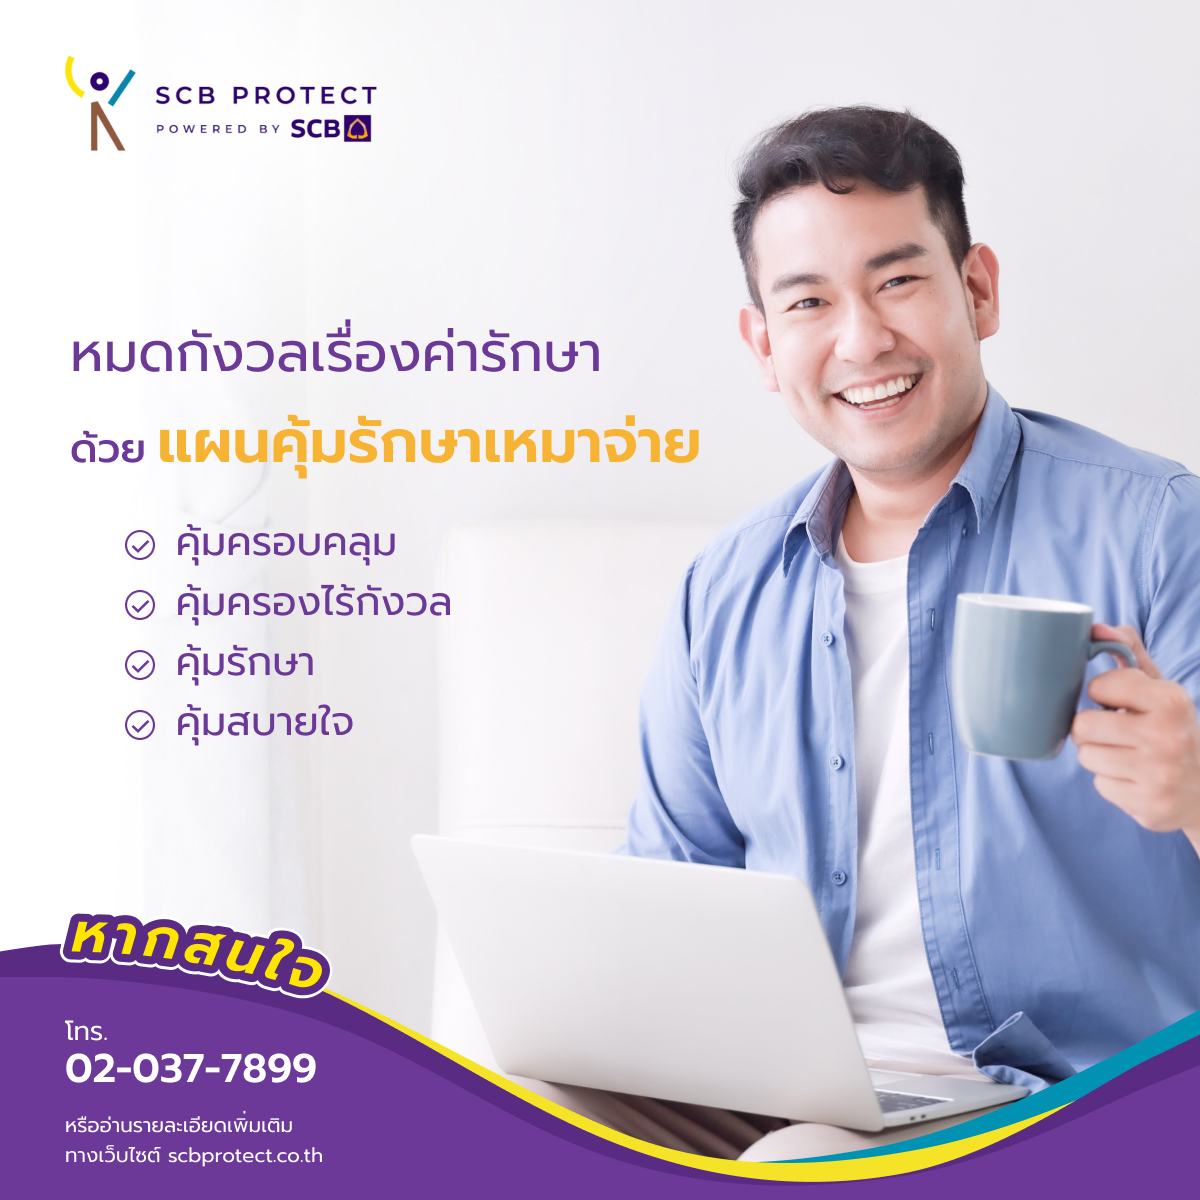 SCB PROTECT
POWERED BY SCB
หมดกังวลเรื่องค่ารักษา
ด้วย แผนคุ้มรักษาเหมาจ่าย
คุ้มครอบคลุม
คุ้มครองไร้กังวล
คุ้มรักษา
คุ้มสบายใจ
หากสนใจ
โทร.
02-037-7899
หรืออ่านรายละเอียดเพิ่มเติม
ทางเว็บไซต์ scbprotect.co.th